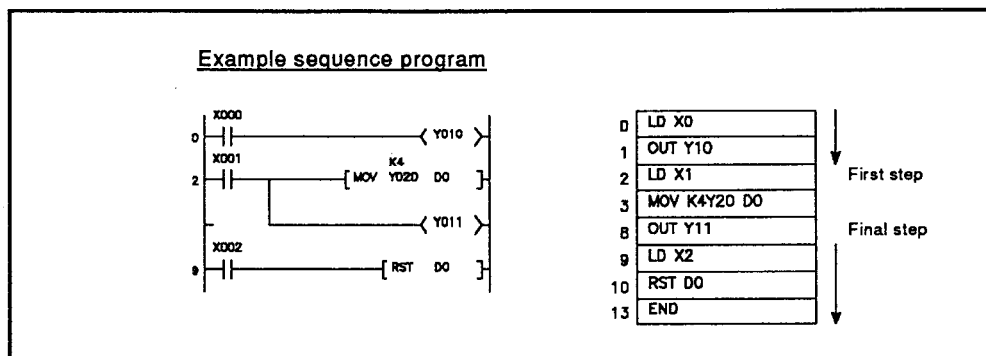 Example sequence program
X000
0 Y010
X001
2 MOV K4 Y020 D0
Y011
X002
9 RST D0
0 LD X0
1 OUT Y10
2 LD X1 First step
3 MOV K4Y20 D0
8 OUT Y11 Final step
9 LD X2
10 RST D0
13 END